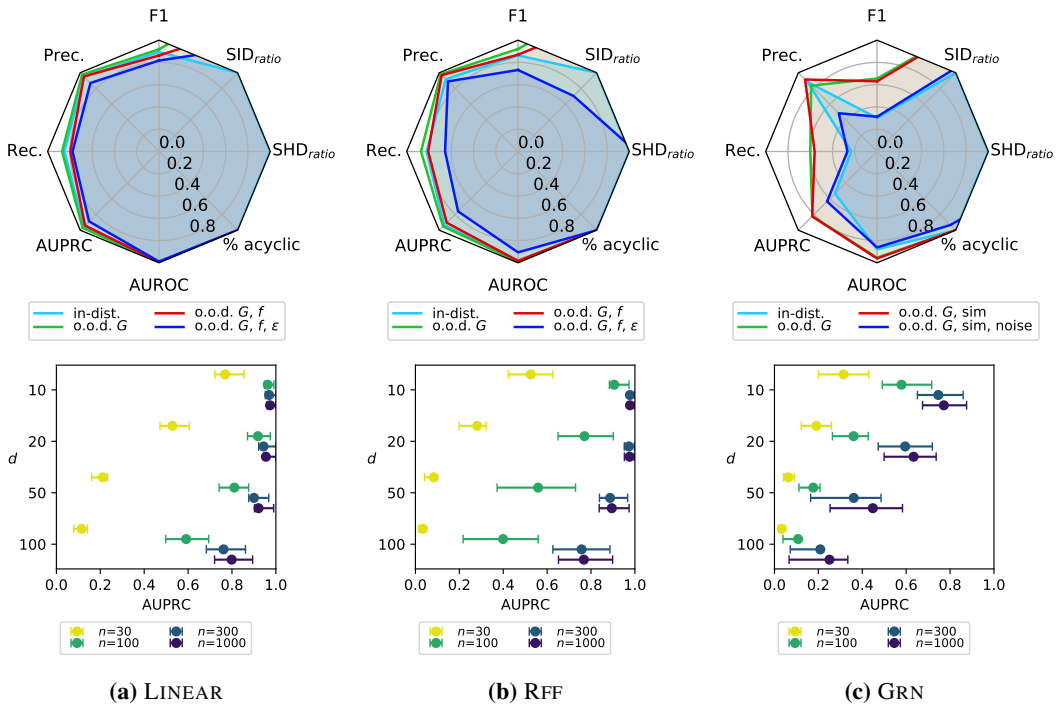 F1
Prec.
SID_ratio
Rec.
0.0
0.2
0.4
0.6
0.8
SHD_ratio
AUPRC
% acyclic
AUROC
in-dist.
o.o.d. G
o.o.d. G, f
o.o.d. G, f, ε
F1
Prec.
SID_ratio
Rec.
0.0
0.2
0.4
0.6
0.8
SHD_ratio
AUPRC
% acyclic
AUROC
in-dist.
o.o.d. G
o.o.d. G, f
o.o.d. G, f, ε
F1
Prec.
SID_ratio
Rec.
0.0
0.2
0.4
0.6
0.8
SHD_ratio
AUPRC
% acyclic
AUROC
in-dist.
o.o.d. G
o.o.d. G, sim
o.o.d. G, sim, noise
10
20
d
50
100
0.0 0.2 0.4 0.6 0.8 1.0
AUPRC
n=30
n=100
n=300
n=1000
10
20
d
50
100
0.0 0.2 0.4 0.6 0.8 1.0
AUPRC
n=30
n=100
n=300
n=1000
10
20
d
50
100
0.0 0.2 0.4 0.6 0.8 1.0
AUPRC
n=30
n=100
n=300
n=1000
(a) LINEAR
(b) RFF
(c) GRN